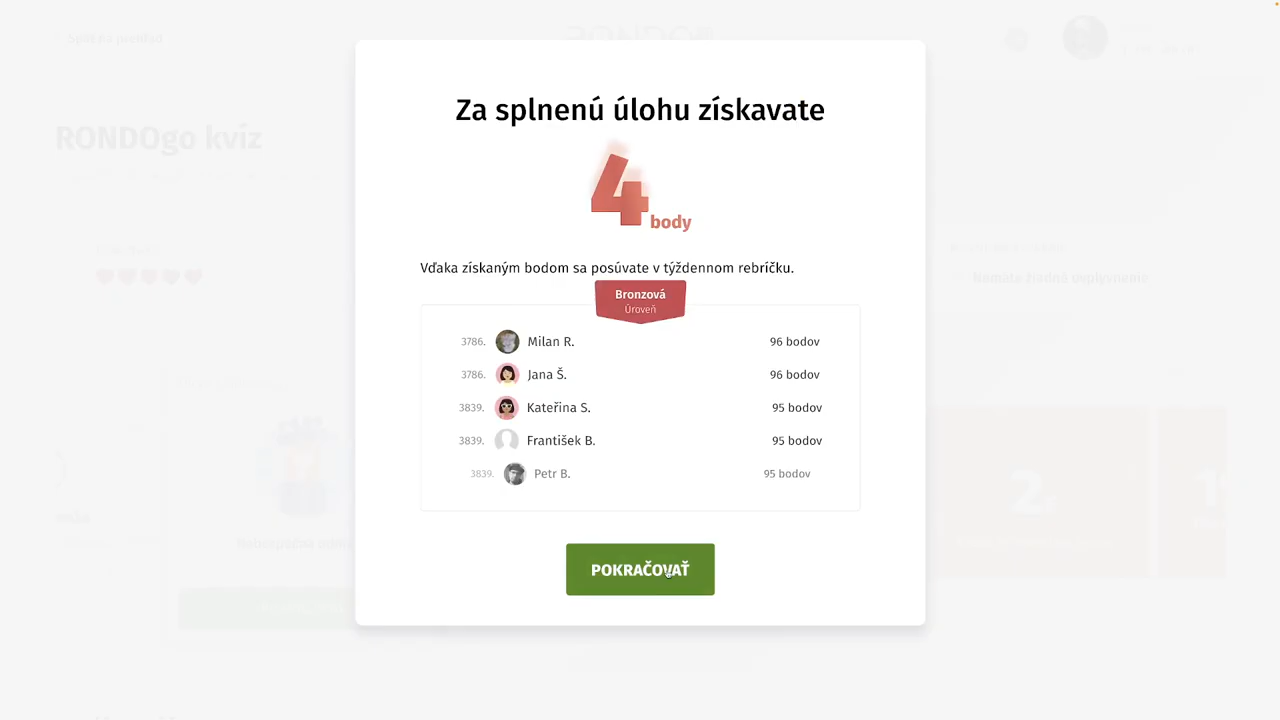 RONDOgo kvíz
Za splnenú úlohu získavate
4 body
Vďaka získaným bodom sa posúvate v týždennom rebríčku.
Bronzová
Úroveň
3786. Milan R. 96 bodov
3786. Jana Š. 96 bodov
3839. Kateřina S. 95 bodov
3839. František B. 95 bodov
3839. Petr B. 95 bodov
POKRAČOVAŤ